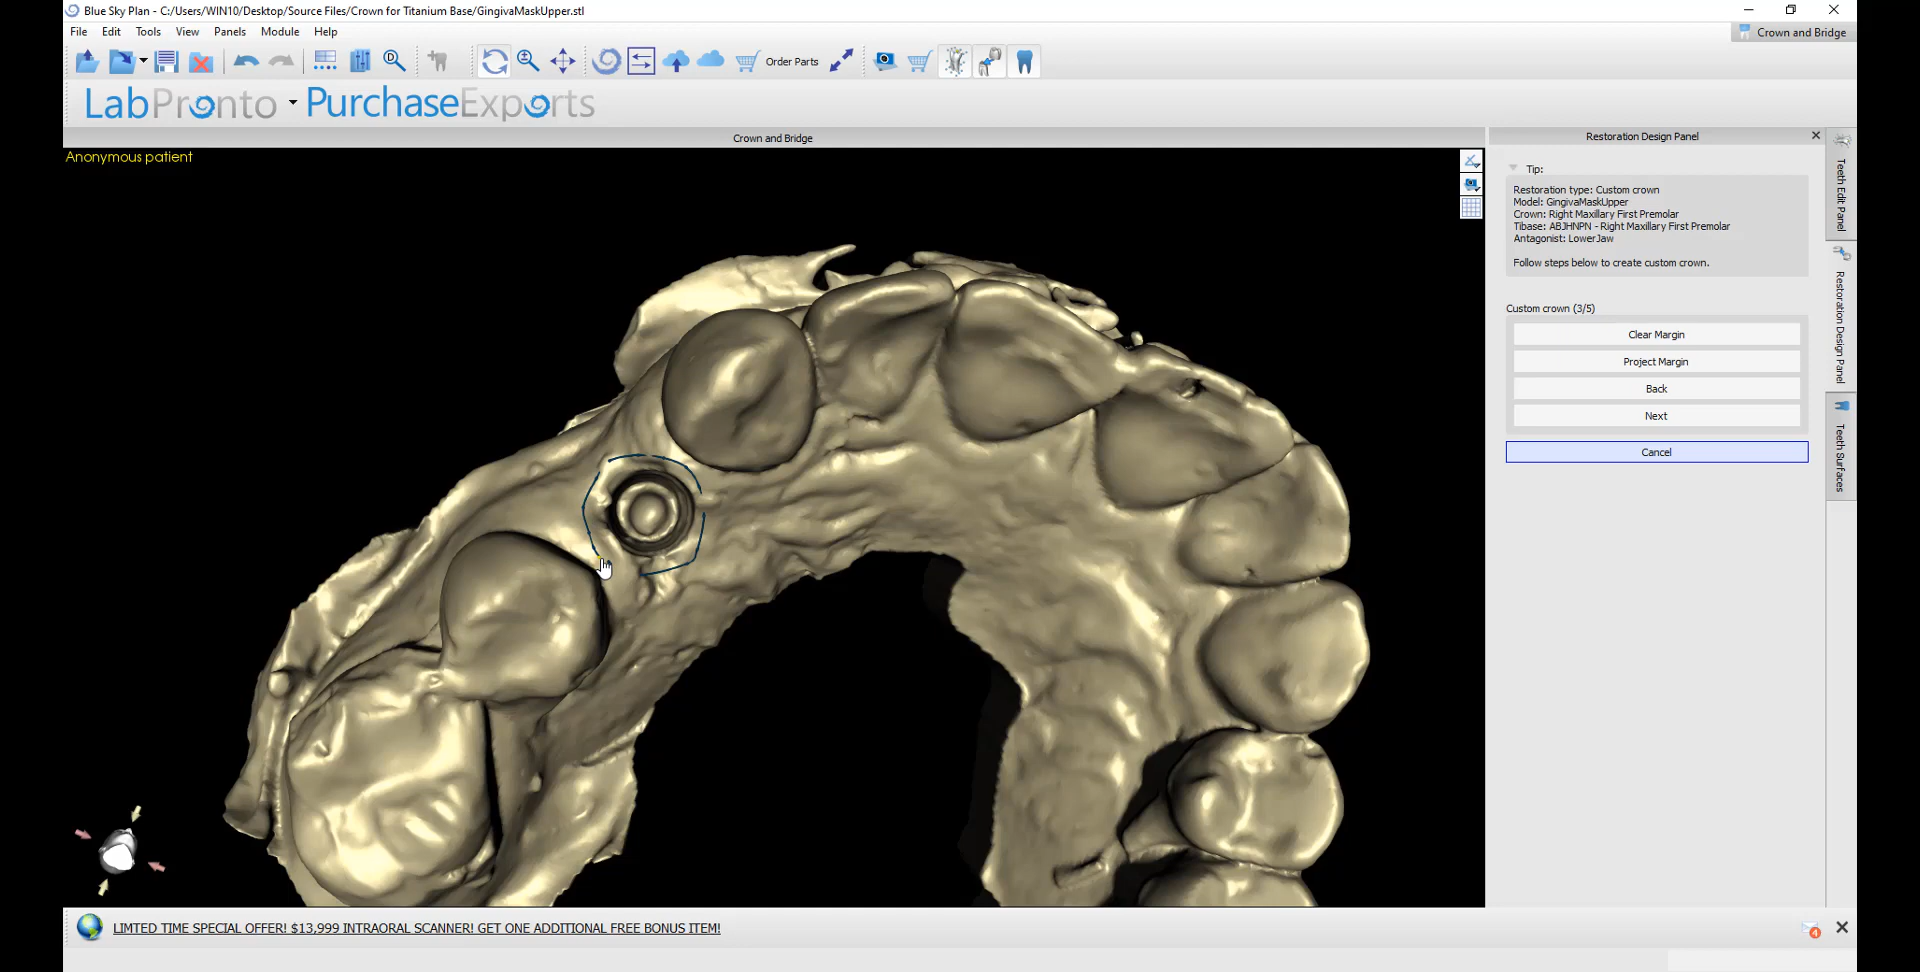 Blue Sky Plan - C:/Users/WIN10/Desktop/Source Files/Crown for Titanium Base/GingivaMaskUpper.stl
File Edit Tools View Panels Module Help
Crown and Bridge
D
Order Parts
LabPronto PurchaseExports
Crown and Bridge
Restoration Design Panel
Anonymous patient
Tip:
Restoration type: Custom crown
Model: GingivaMaskUpper
Crown: Right Maxillary First Premolar
Tibase: ABJHNPN - Right Maxillary First Premolar
Antagonist: LowerJaw
Follow steps below to create custom crown.
Custom crown (3/5)
Clear Margin
Project Margin
Back
Next
Cancel
Teeth Edit Panel
Restoration Design Panel
Teeth Surfaces
LIMTED TIME SPECIAL OFFER! $13,999 INTRAORAL SCANNER! GET ONE ADDITIONAL FREE BONUS ITEM!
4